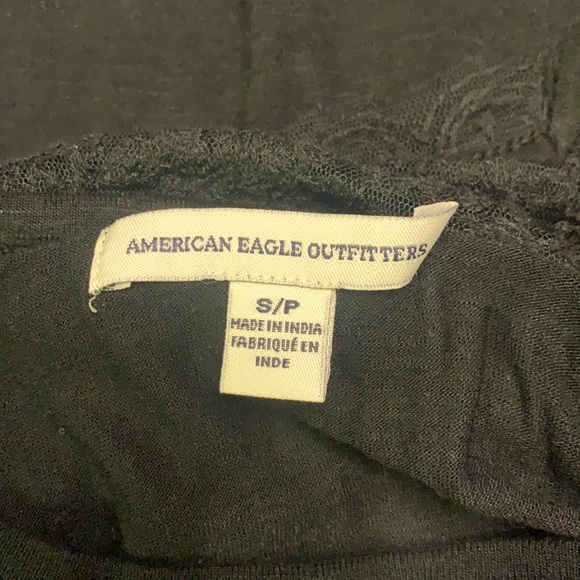 AMERICAN EAGLE OUTFITTERS
S/P
MADE IN INDIA
FABRIQUÉ EN
INDE